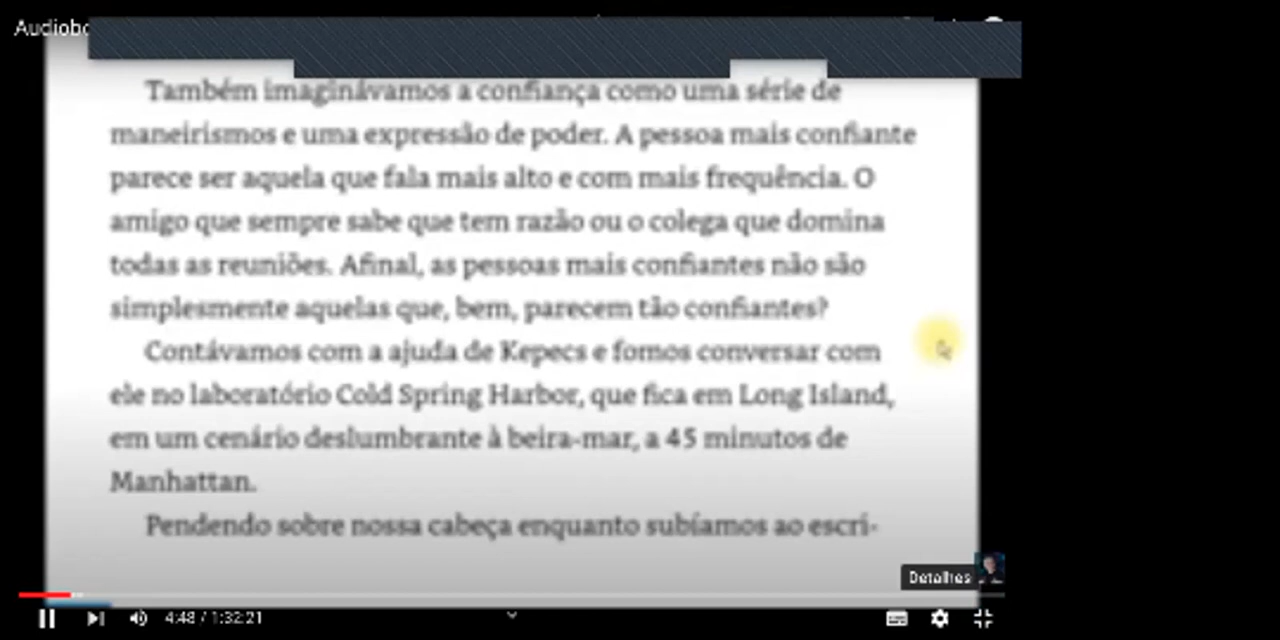 Também imaginávamos a confiança como uma série de
maneirismos e uma expressão de poder. A pessoa mais confiante
parece ser aquela que fala mais alto e com mais frequência. O
amigo que sempre sabe que tem razão ou o colega que domina
todas as reuniões. Afinal, as pessoas mais confiantes não são
simplesmente aquelas que, bem, parecem tão confiantes?
Contávamos com a ajuda de Kepecs e fomos conversar com
ele no laboratório Cold Spring Harbor, que fica em Long Island,
em um cenário deslumbrante à beira-mar, a 45 minutos de
Manhattan.
Pendendo sobre nossa cabeça enquanto subíamos ao escri-
Detalhes
4:48 / 1:32:21